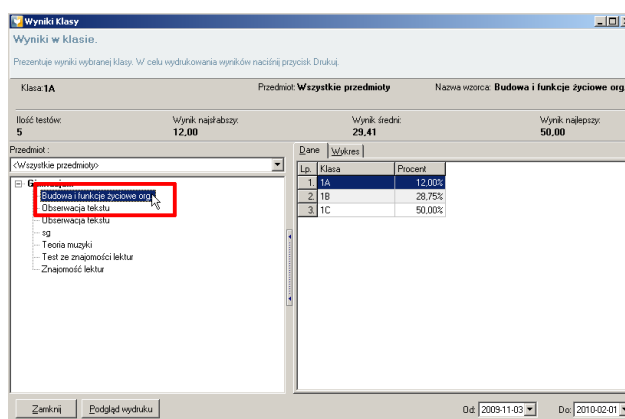 Wyniki Klasy
Wyniki w klasie.
Prezentuje wyniki wybranej klasy. W celu wydrukowania wyników naciśnij przycisk Drukuj.
Klasa: 1A Przedmiot: Wszystkie przedmioty Nazwa wzorca: Budowa i funkcje życiowe org.
Ilość testów: Wynik najsłabszy: Wynik średni: Wynik najlepszy:
5 12,00 29,41 50,00
Przedmiot : Dane Wykres
<Wszystkie przedmioty>
Lp. Klasa Procent
1. 1A 12,00%
2. 1B 28,75%
3. 1C 50,00%
Budowa i funkcje życiowe org.
Obserwacja tekstu
Obserwacja tekstu
sg
Teoria muzyki
Test ze znajomości lektur
Znajomość lektur
Zamknij Podgląd wydruku Od: 2009-11-03 Do: 2010-02-01